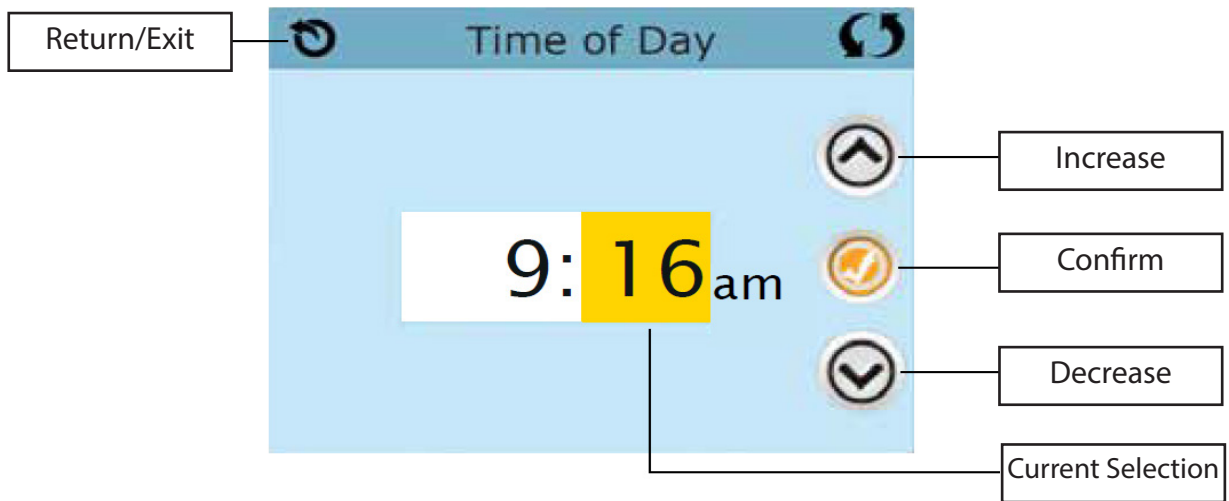 Return/Exit
Time of Day
Increase
9:16am
Confirm
Decrease
Current Selection